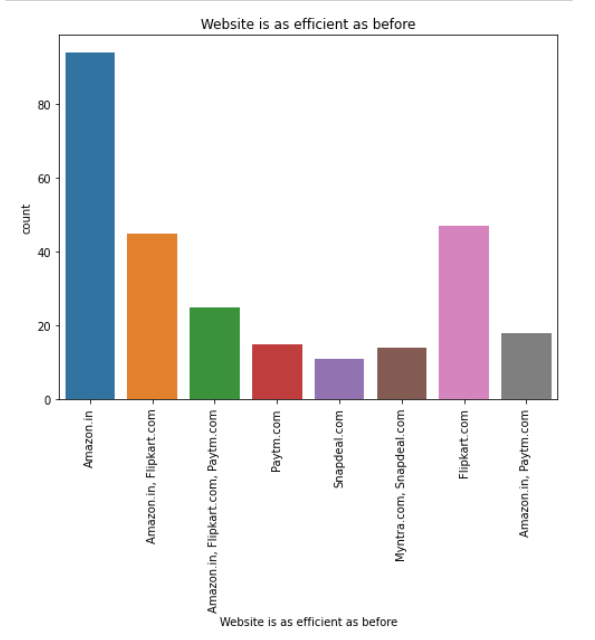 Website is as efficient as before
count
80
60
40
20
0
Amazon.in
Amazon.in, Flipkart.com
Amazon.in, Flipkart.com, Paytm.com
Paytm.com
Snapdeal.com
Myntra.com, Snapdeal.com
Flipkart.com
Amazon.in, Paytm.com
Website is as efficient as before